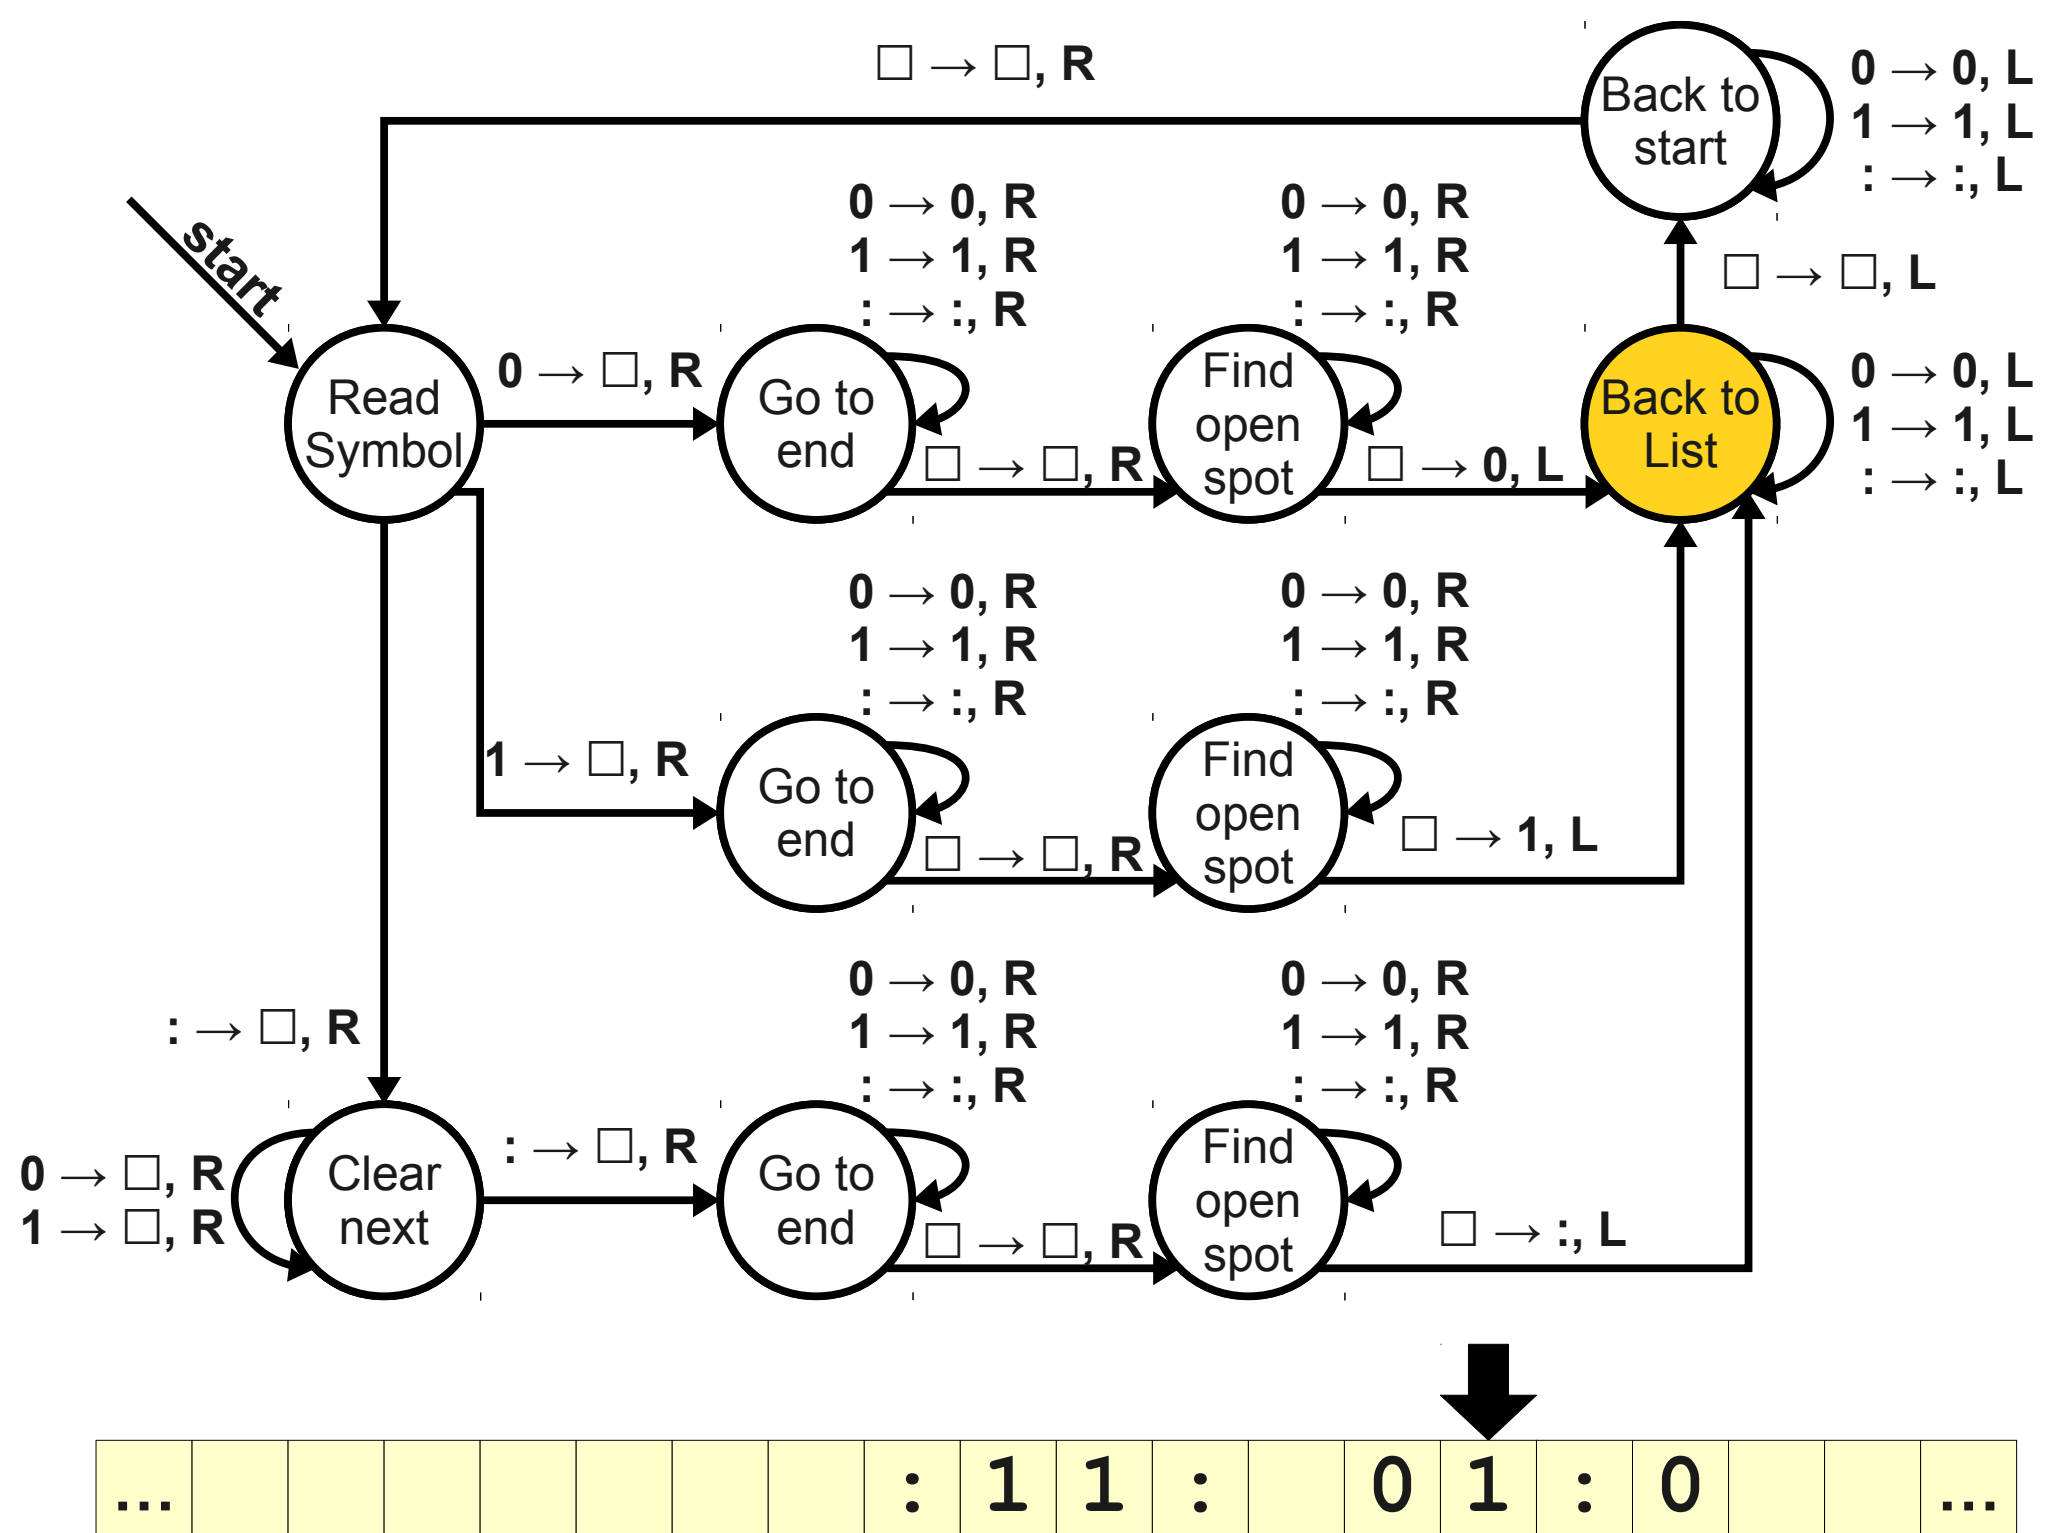 □ → □, R
Back to
start
0 → 0, L
1 → 1, L
: → :, L
start
0 → 0, R
1 → 1, R
: → :, R
0 → 0, R
1 → 1, R
: → :, R
□ → □, L
Read
Symbol
0 → □, R
Go to
end
□ → □, R
Find
open
spot
□ → 0, L
Back to
List
0 → 0, L
1 → 1, L
: → :, L
0 → 0, R
1 → 1, R
: → :, R
0 → 0, R
1 → 1, R
: → :, R
1 → □, R
Go to
end
□ → □, R
Find
open
spot
□ → 1, L
0 → 0, R
1 → 1, R
: → :, R
0 → 0, R
1 → 1, R
: → :, R
: → □, R
0 → □, R
1 → □, R
Clear
next
: → □, R
Go to
end
□ → □, R
Find
open
spot
□ → :, L
... : 1 1 : 0 1 : 0 ...